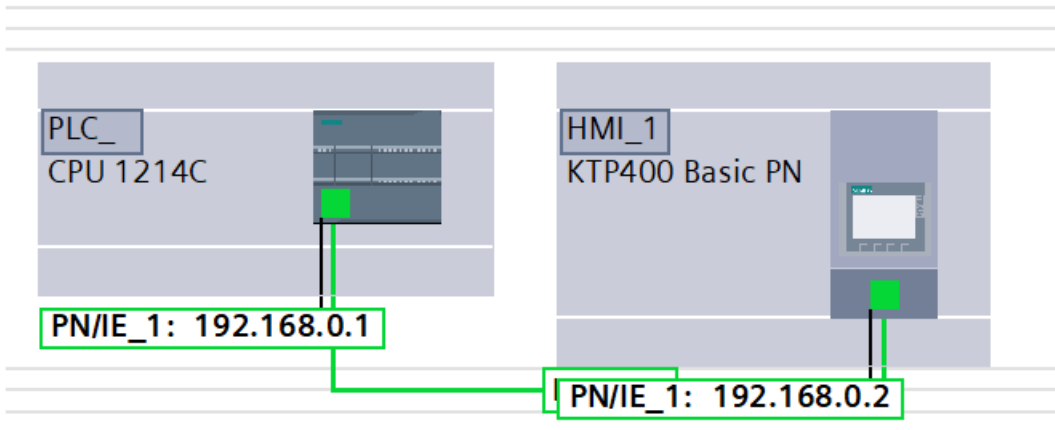 PLC_
CPU 1214C
HMI_1
KTP400 Basic PN
PN/IE_1: 192.168.0.1
PN/IE_1: 192.168.0.2